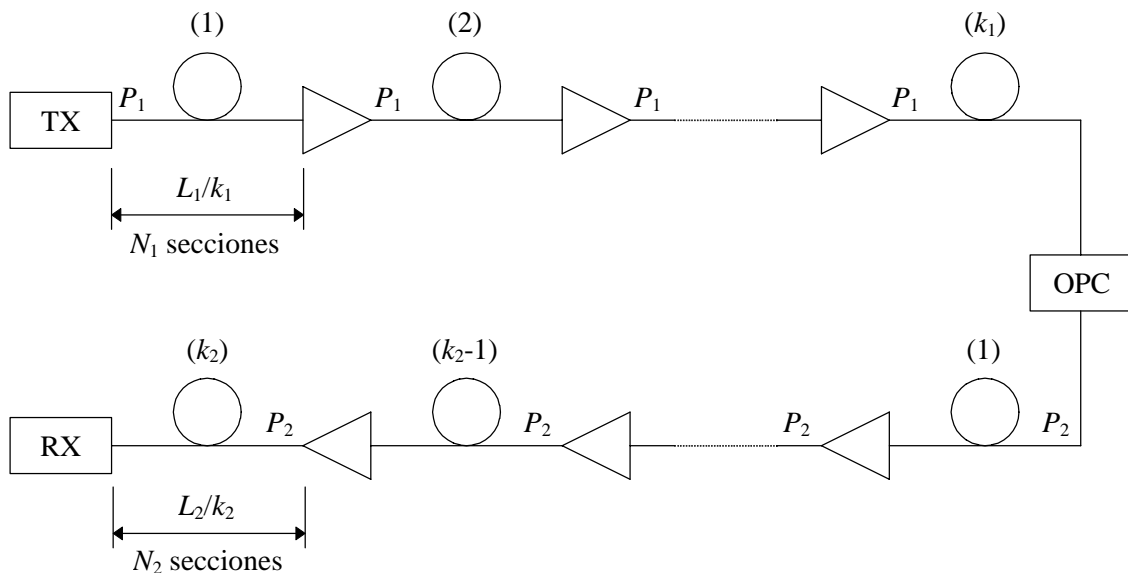 (1) (2) (k₁)
P₁ P₁ P₁ P₁
TX
L₁/k₁
N₁ secciones
OPC
(k₂) (k₂-1) (1)
P₂ P₂ P₂ P₂
RX
L₂/k₂
N₂ secciones